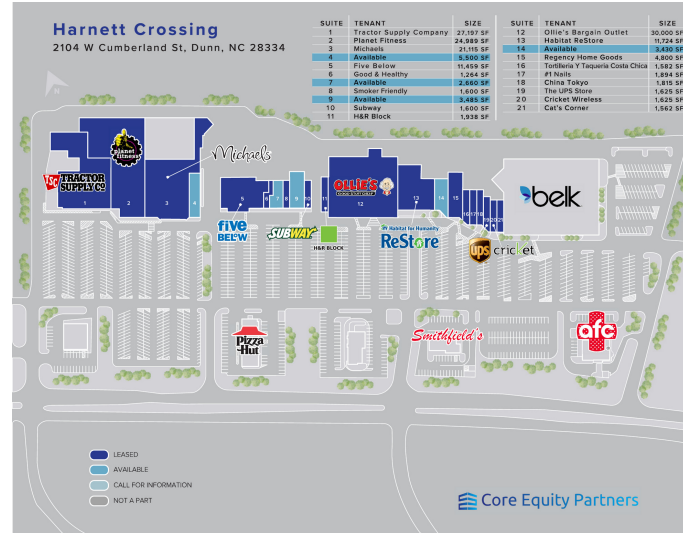 Harnett Crossing
2104 W Cumberland St, Dunn, NC 28334
SUITE TENANT SIZE
1 Tractor Supply Company 27,197 SF
2 Planet Fitness 24,989 SF
3 Michaels 21,115 SF
4 Available 5,500 SF
5 Five Below 11,459 SF
6 Good & Healthy 1,264 SF
7 Available 2,660 SF
8 Smoker Friendly 1,600 SF
9 Available 3,485 SF
10 Subway 1,600 SF
11 H&R Block 1,938 SF
SUITE TENANT SIZE
12 Ollie's Bargain Outlet 30,000 SF
13 Habitat ReStore 11,724 SF
14 Available 3,430 SF
15 Regency Home Goods 4,800 SF
16 Tortilleria Y Taqueria Costa Chica 1,582 SF
17 #1 Nails 1,894 SF
18 China Tokyo 1,815 SF
19 The UPS Store 1,625 SF
20 Cricket Wireless 1,625 SF
21 Cat's Corner 1,562 SF
N
planet fitness
Michaels
TSC TRACTOR SUPPLY CO
OLLIE'S
belk
1 2 3 4 5 6 7 8 9 10 11 12 13 14 15 16 17 18 19 20 21
five BELOW
SUBWAY
H&R BLOCK
Habitat for Humanity
ReStore
ups
cricket
Pizza Hut
Smithfield's
afc
LEASED
AVAILABLE
CALL FOR INFORMATION
NOT A PART
Core Equity Partners